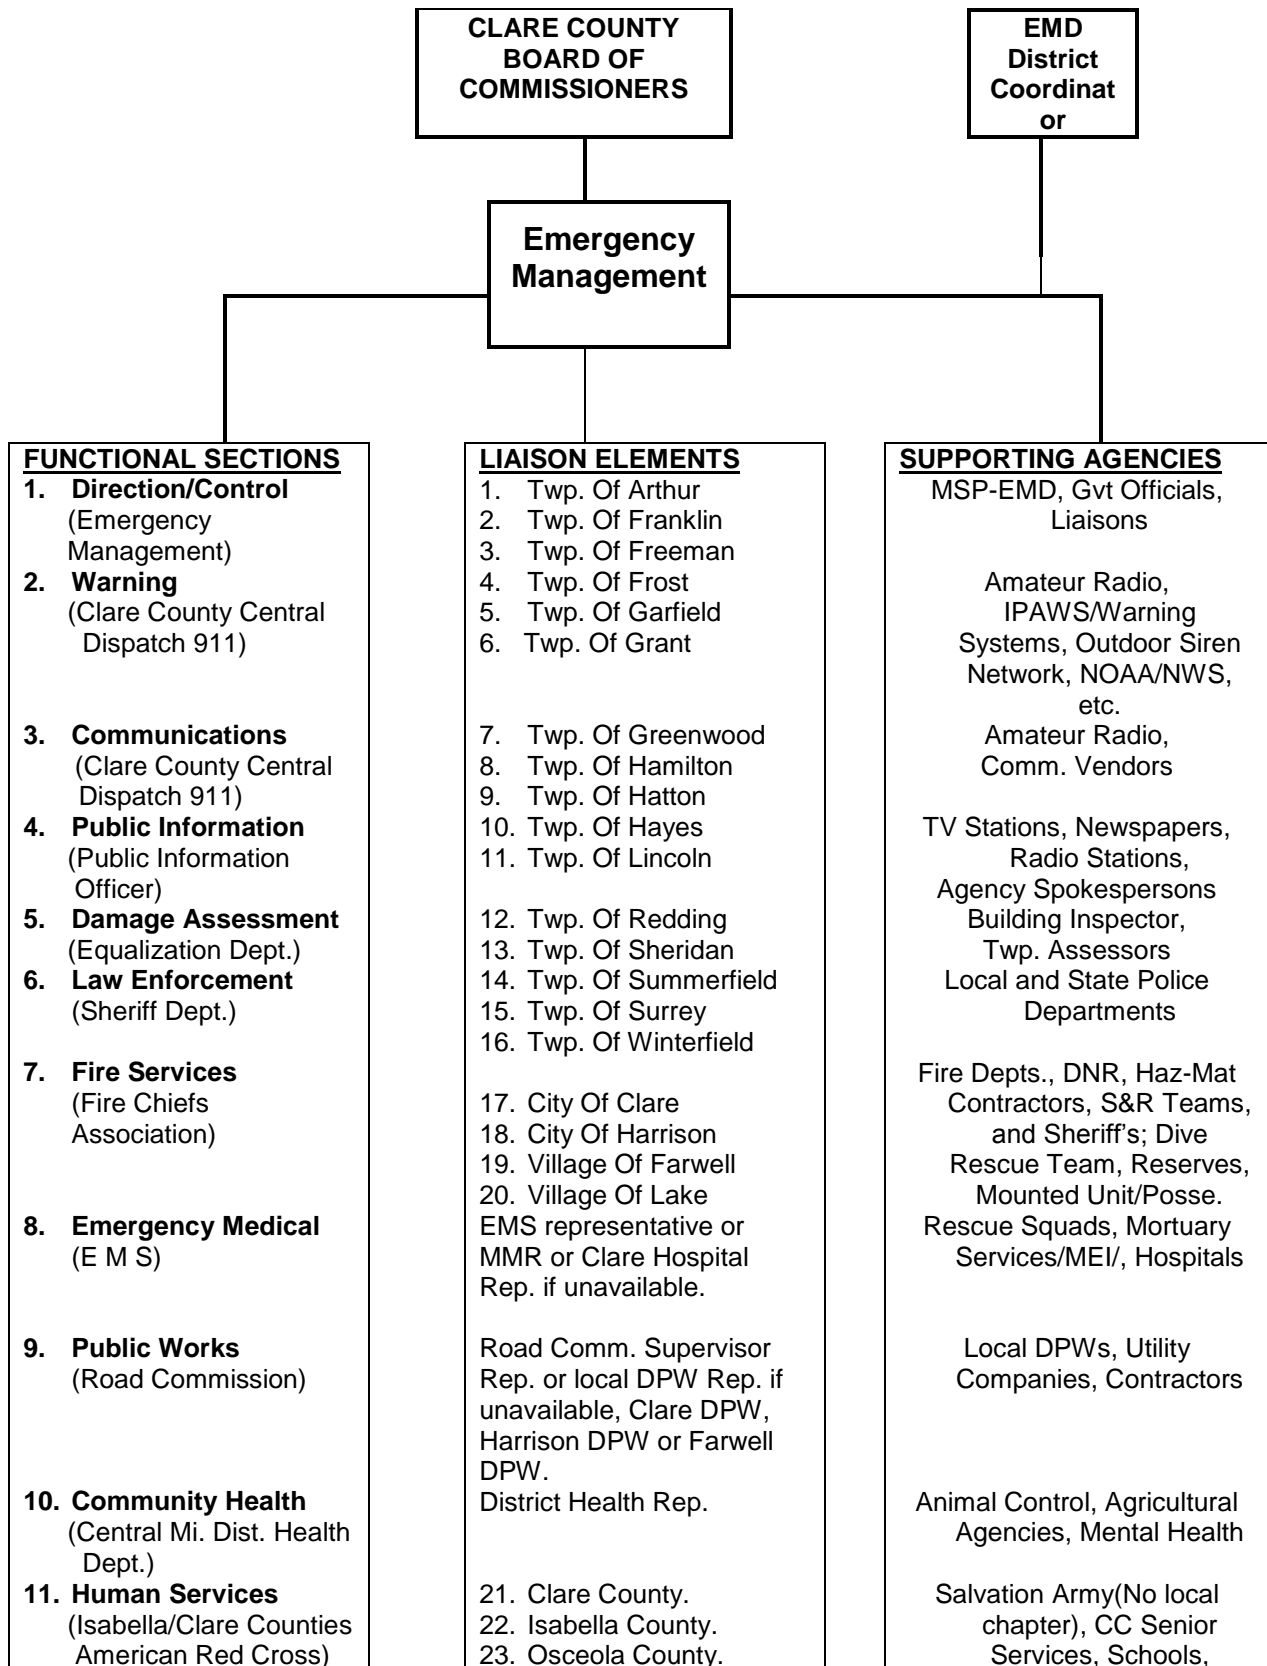 CLARE COUNTY
BOARD OF
COMMISSIONERS
EMD
District
Coordinat
or
Emergency
Management
FUNCTIONAL SECTIONS
1. Direction/Control
(Emergency
Management)
2. Warning
(Clare County Central
Dispatch 911)
3. Communications
(Clare County Central
Dispatch 911)
4. Public Information
(Public Information
Officer)
5. Damage Assessment
(Equalization Dept.)
6. Law Enforcement
(Sheriff Dept.)
7. Fire Services
(Fire Chiefs
Association)
8. Emergency Medical
(E M S)
9. Public Works
(Road Commission)
10. Community Health
(Central Mi. Dist. Health
Dept.)
11. Human Services
(Isabella/Clare Counties
American Red Cross)
LIAISON ELEMENTS
1. Twp. Of Arthur
2. Twp. Of Franklin
3. Twp. Of Freeman
4. Twp. Of Frost
5. Twp. Of Garfield
6. Twp. Of Grant
7. Twp. Of Greenwood
8. Twp. Of Hamilton
9. Twp. Of Hatton
10. Twp. Of Hayes
11. Twp. Of Lincoln
12. Twp. Of Redding
13. Twp. Of Sheridan
14. Twp. Of Summerfield
15. Twp. Of Surrey
16. Twp. Of Winterfield
17. City Of Clare
18. City Of Harrison
19. Village Of Farwell
20. Village Of Lake
EMS representative or
MMR or Clare Hospital
Rep. if unavailable.
Road Comm. Supervisor
Rep. or local DPW Rep. if
unavailable, Clare DPW,
Harrison DPW or Farwell
DPW.
District Health Rep.
21. Clare County.
22. Isabella County.
23. Osceola County.
SUPPORTING AGENCIES
MSP-EMD, Gvt Officials,
Liaisons
Amateur Radio,
IPAWS/Warning
Systems, Outdoor Siren
Network, NOAA/NWS,
etc.
Amateur Radio,
Comm. Vendors
TV Stations, Newspapers,
Radio Stations,
Agency Spokespersons
Building Inspector,
Twp. Assessors
Local and State Police
Departments
Fire Depts., DNR, Haz-Mat
Contractors, S&R Teams,
and Sheriff's; Dive
Rescue Team, Reserves,
Mounted Unit/Posse.
Rescue Squads, Mortuary
Services/MEI/, Hospitals
Local DPWs, Utility
Companies, Contractors
Animal Control, Agricultural
Agencies, Mental Health
Salvation Army(No local
chapter), CC Senior
Services, Schools,